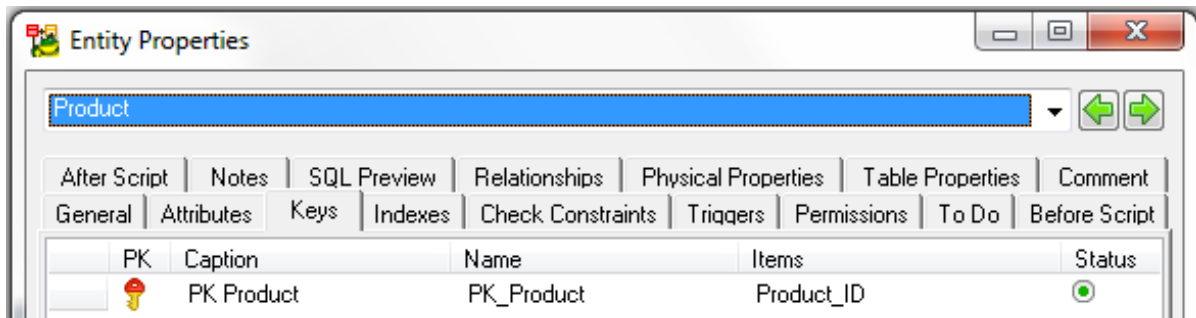 Entity Properties
Product
After Script Notes SQL Preview Relationships Physical Properties Table Properties Comment
General Attributes Keys Indexes Check Constraints Triggers Permissions To Do Before Script
PK Caption Name Items Status
PK Product PK_Product Product_ID